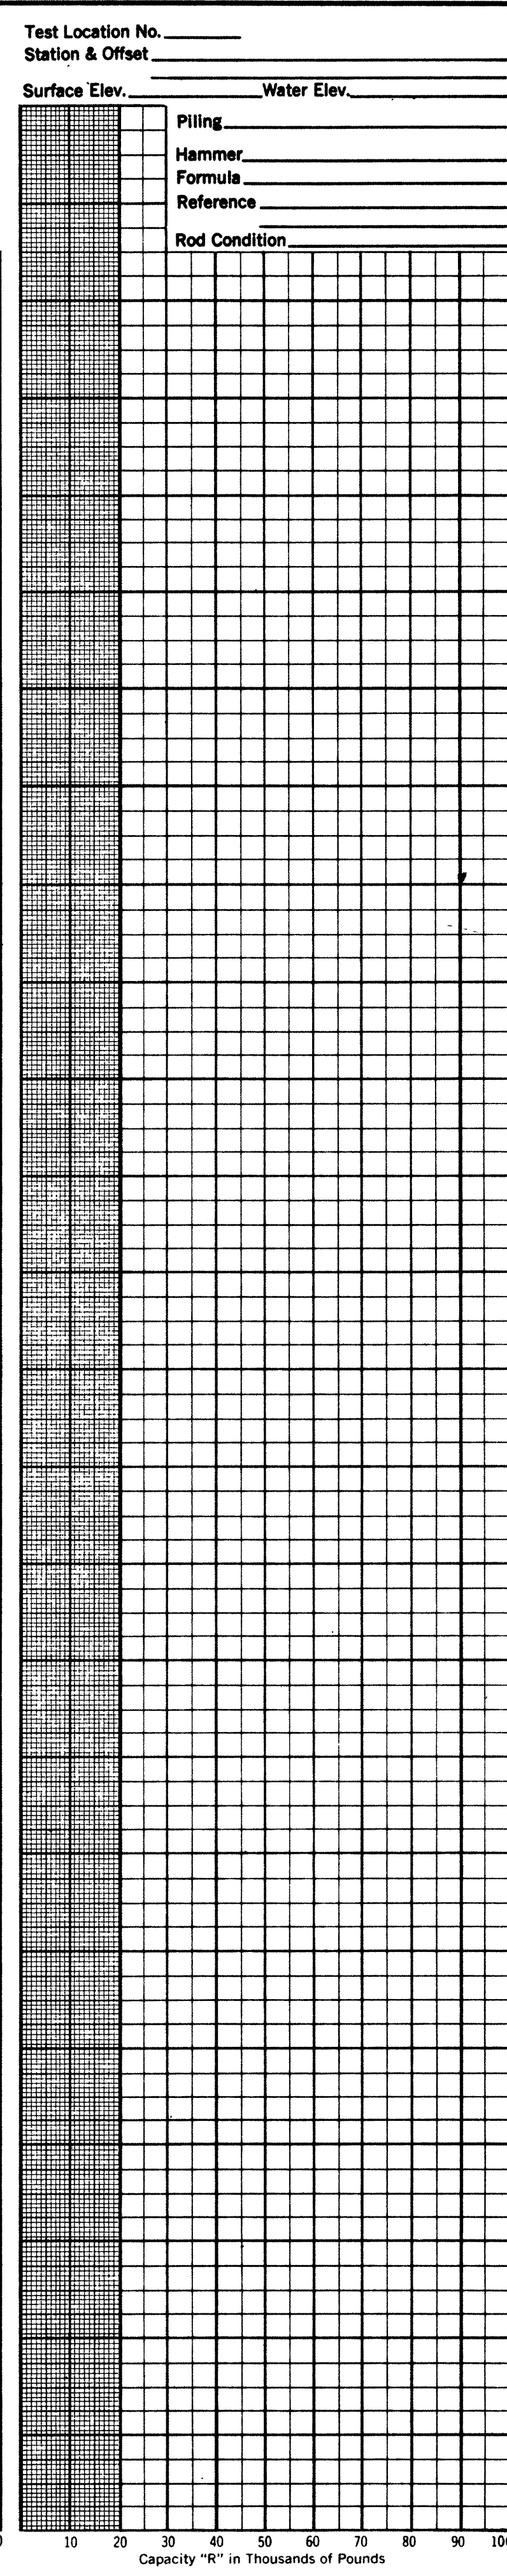 Test Location No.
Station & Offset
Surface Elev. Water Elev.
Piling
Hammer
Formula
Reference
Rod Condition
10 20 30 40 50 60 70 80 90 100
Capacity "R" in Thousands of Pounds